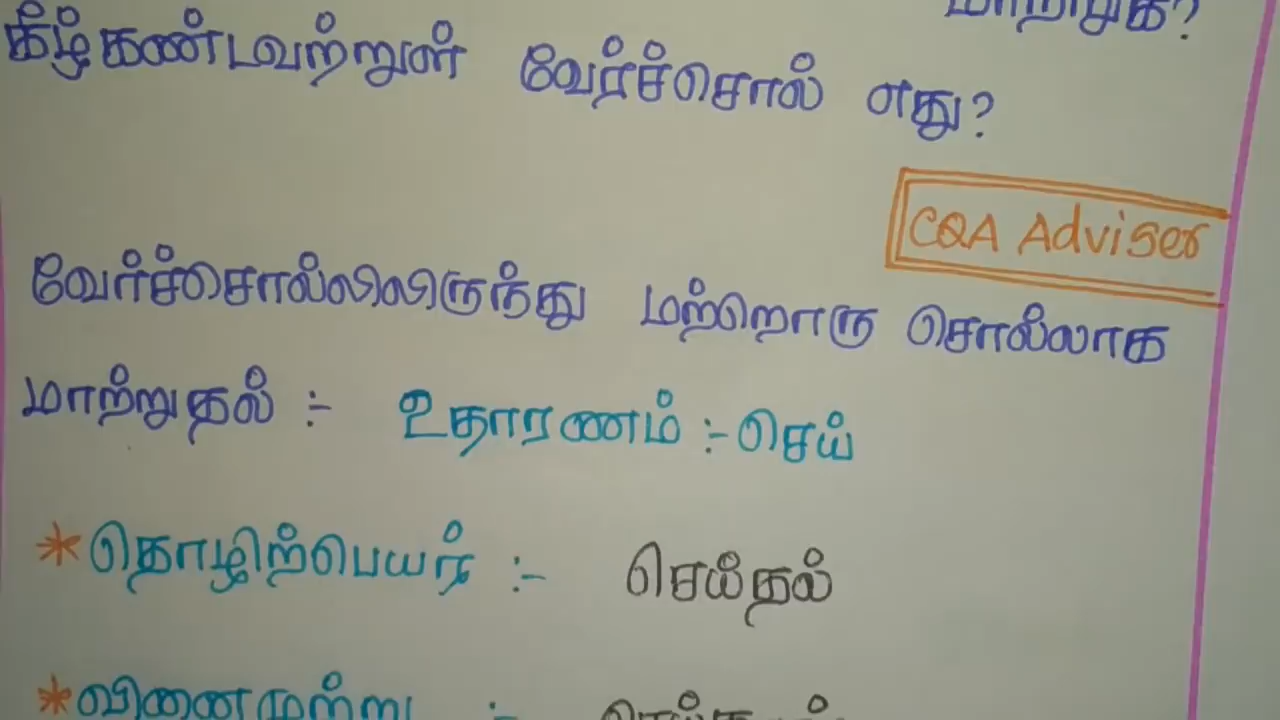 மாற்றுக?
கீழ்கண்டவற்றுள் வேர்ச்சொல் எது?
CQA Adviser
வேர்ச்சொல்லிலிருந்து மற்றொரு சொல்லாக
மாற்றுதல் :- உதாரணம் :- செய்
*தொழிற்பெயர் :- செய்தல்
*வினைமுற்று :-